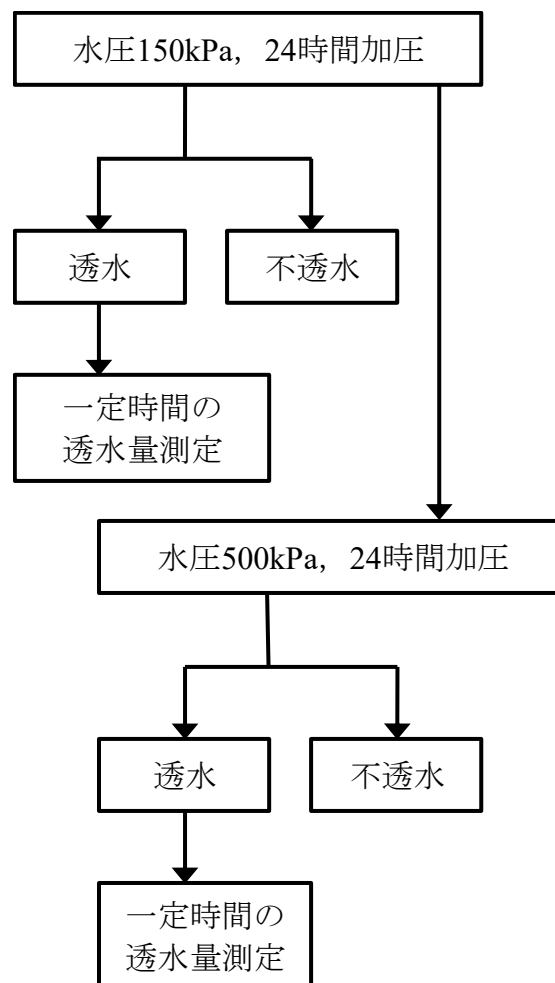 水圧150kPa，24時間加圧
透水
不透水
一定時間の
透水量測定
水圧500kPa，24時間加圧
透水
不透水
一定時間の
透水量測定